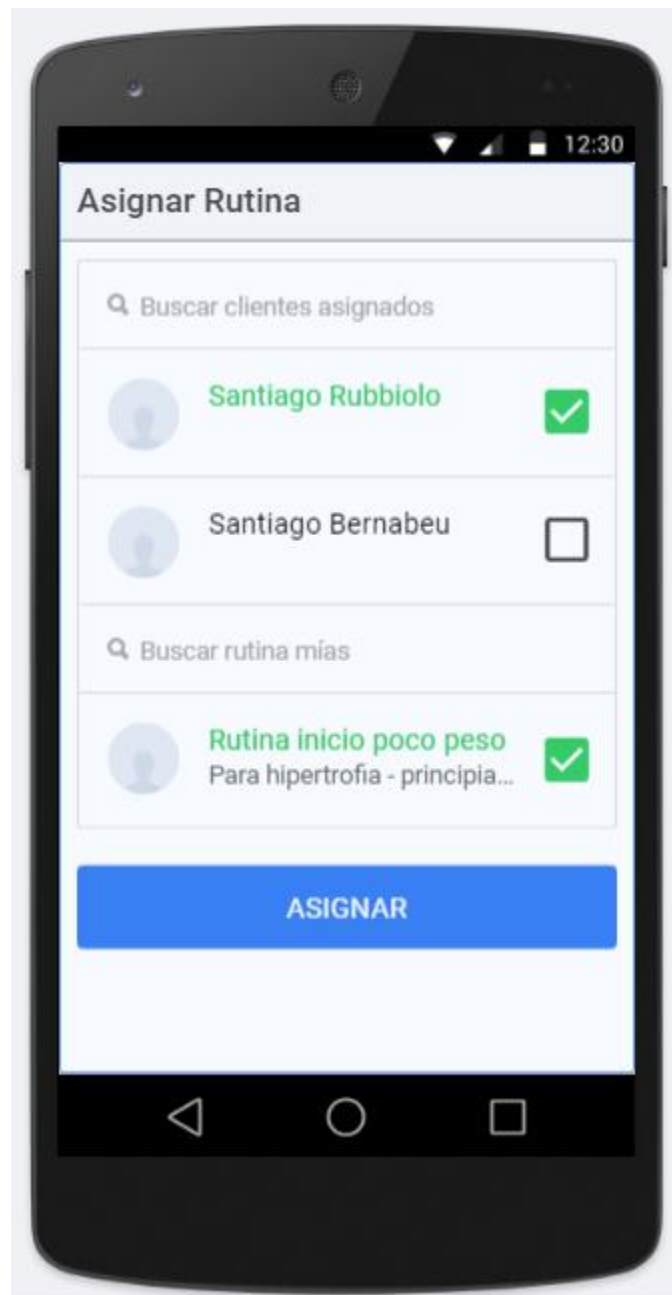 12:30
Asignar Rutina
Buscar clientes asignados
Santiago Rubbiolo
Santiago Bernabeu
Buscar rutina mías
Rutina inicio poco peso
Para hipertrofia - principia...
ASIGNAR